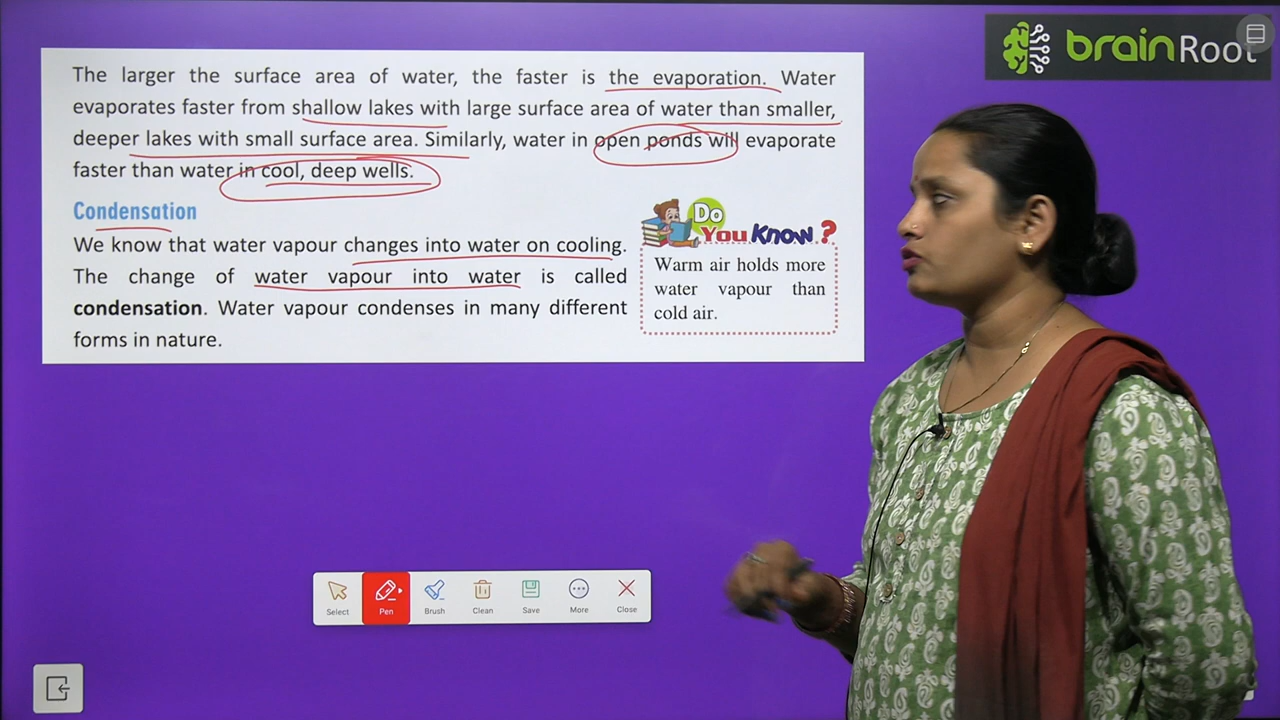 brainRoot
The larger the surface area of water, the faster is the evaporation. Water
evaporates faster from shallow lakes with large surface area of water than smaller,
deeper lakes with small surface area. Similarly, water in open ponds will evaporate
faster than water in cool, deep wells.
Condensation
We know that water vapour changes into water on cooling.
The change of water vapour into water is called
condensation. Water vapour condenses in many different
forms in nature.
Do
You Know?
Warm air holds more
water vapour than
cold air.
Select Pen Brush Clean Save More Close